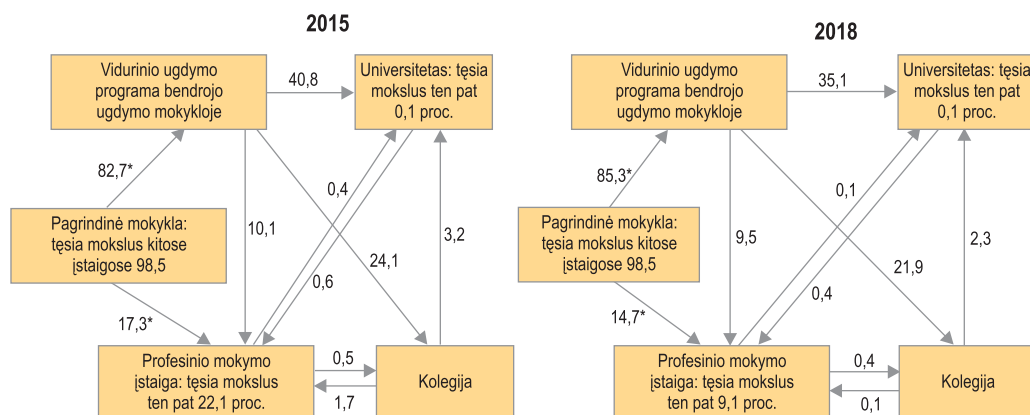 2015
Vidurinio ugdymo
programa bendrojo
ugdymo mokykloje
40,8
Universitetas: tęsia
mokslus ten pat
0,1 proc.
82,7*
10,1
0,4
0,6
24,1
3,2
Pagrindinė mokykla:
tęsia mokslus kitose
įstaigose 98,5
17,3*
Profesinio mokymo
įstaiga: tęsia mokslus
ten pat 22,1 proc.
0,5
1,7
Kolegija
2018
Vidurinio ugdymo
programa bendrojo
ugdymo mokykloje
35,1
Universitetas: tęsia
mokslus ten pat
0,1 proc.
85,3*
9,5
0,1
0,4
21,9
2,3
Pagrindinė mokykla:
tęsia mokslus kitose
įstaigose 98,5
14,7*
Profesinio mokymo
įstaiga: tęsia mokslus
ten pat 9,1 proc.
0,4
0,1
Kolegija